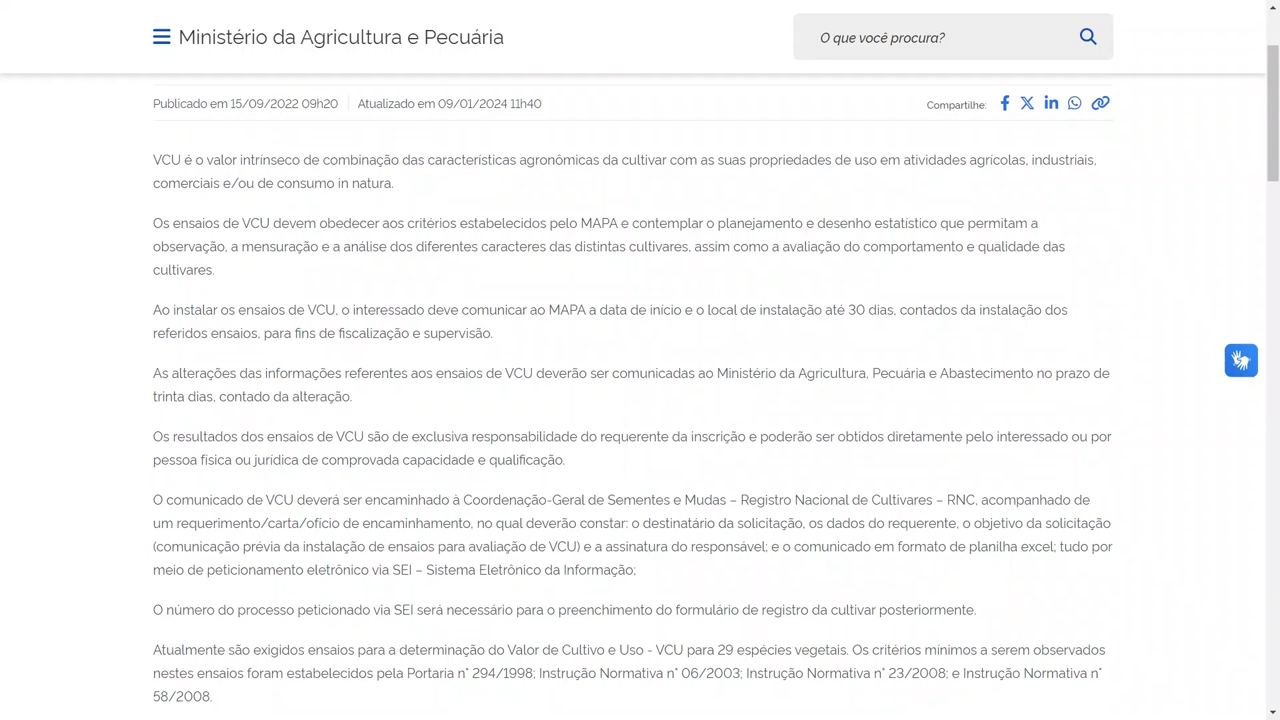 Ministério da Agricultura e Pecuária
O que você procura?
Publicado em 15/09/2022 09h20
Atualizado em 09/01/2024 11h40
Compartilhe:
VCU é o valor intrínseco de combinação das características agronômicas da cultivar com as suas propriedades de uso em atividades agrícolas, industriais,
comerciais e/ou de consumo in natura.
Os ensaios de VCU devem obedecer aos critérios estabelecidos pelo MAPA e contemplar o planejamento e desenho estatístico que permitam a
observação, a mensuração e a análise dos diferentes caracteres das distintas cultivares, assim como a avaliação do comportamento e qualidade das
cultivares.
Ao instalar os ensaios de VCU, o interessado deve comunicar ao MAPA a data de início e o local de instalação até 30 dias, contados da instalação dos
referidos ensaios, para fins de fiscalização e supervisão.
As alterações das informações referentes aos ensaios de VCU deverão ser comunicadas ao Ministério da Agricultura, Pecuária e Abastecimento no prazo de
trinta dias, contado da alteração.
Os resultados dos ensaios de VCU são de exclusiva responsabilidade do requerente da inscrição e poderão ser obtidos diretamente pelo interessado ou por
pessoa física ou jurídica de comprovada capacidade e qualificação.
O comunicado de VCU deverá ser encaminhado à Coordenação-Geral de Sementes e Mudas – Registro Nacional de Cultivares – RNC, acompanhado de
um requerimento/carta/ofício de encaminhamento, no qual deverão constar: o destinatário da solicitação, os dados do requerente, o objetivo da solicitação
(comunicação prévia da instalação de ensaios para avaliação de VCU) e a assinatura do responsável; e o comunicado em formato de planilha excel; tudo por
meio de peticionamento eletrônico via SEI – Sistema Eletrônico da Informação;
O número do processo peticionado via SEI será necessário para o preenchimento do formulário de registro da cultivar posteriormente.
Atualmente são exigidos ensaios para a determinação do Valor de Cultivo e Uso - VCU para 29 espécies vegetais. Os critérios mínimos a serem observados
nestes ensaios foram estabelecidos pela Portaria n° 294/1998; Instrução Normativa n° 06/2003; Instrução Normativa n° 23/2008; e Instrução Normativa n°
58/2008.